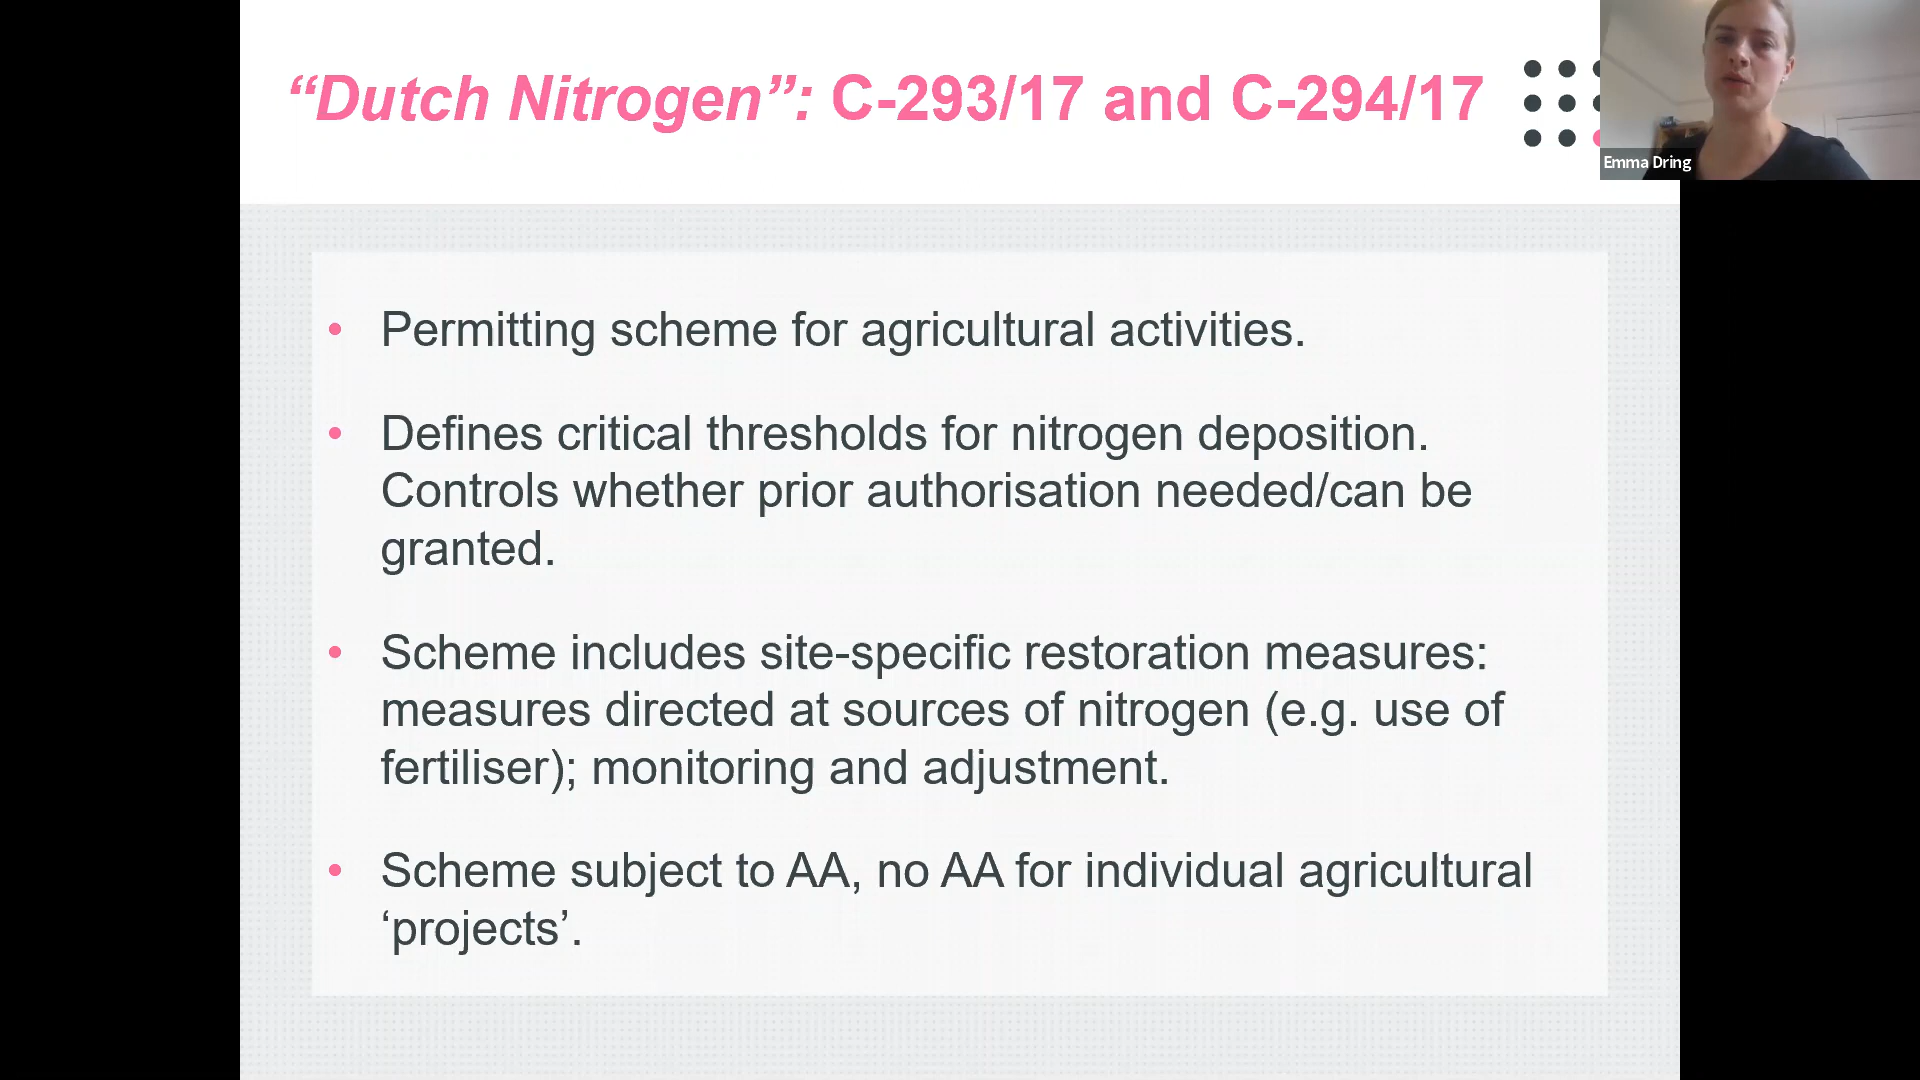 “Dutch Nitrogen”: C-293/17 and C-294/17
Emma Dring
• Permitting scheme for agricultural activities.
• Defines critical thresholds for nitrogen deposition.
Controls whether prior authorisation needed/can be
granted.
• Scheme includes site-specific restoration measures:
measures directed at sources of nitrogen (e.g. use of
fertiliser); monitoring and adjustment.
• Scheme subject to AA, no AA for individual agricultural
‘projects’.